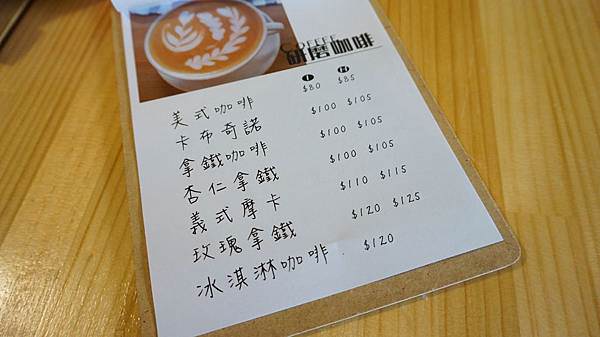 COFFEE
研磨咖啡
I H
美式咖啡 $80 $85
卡布奇諾 $100 $105
拿鐵咖啡 $100 $105
杏仁拿鐵 $100 $105
義式摩卡 $110 $115
玫瑰拿鐵 $120 $125
冰淇淋咖啡 $120